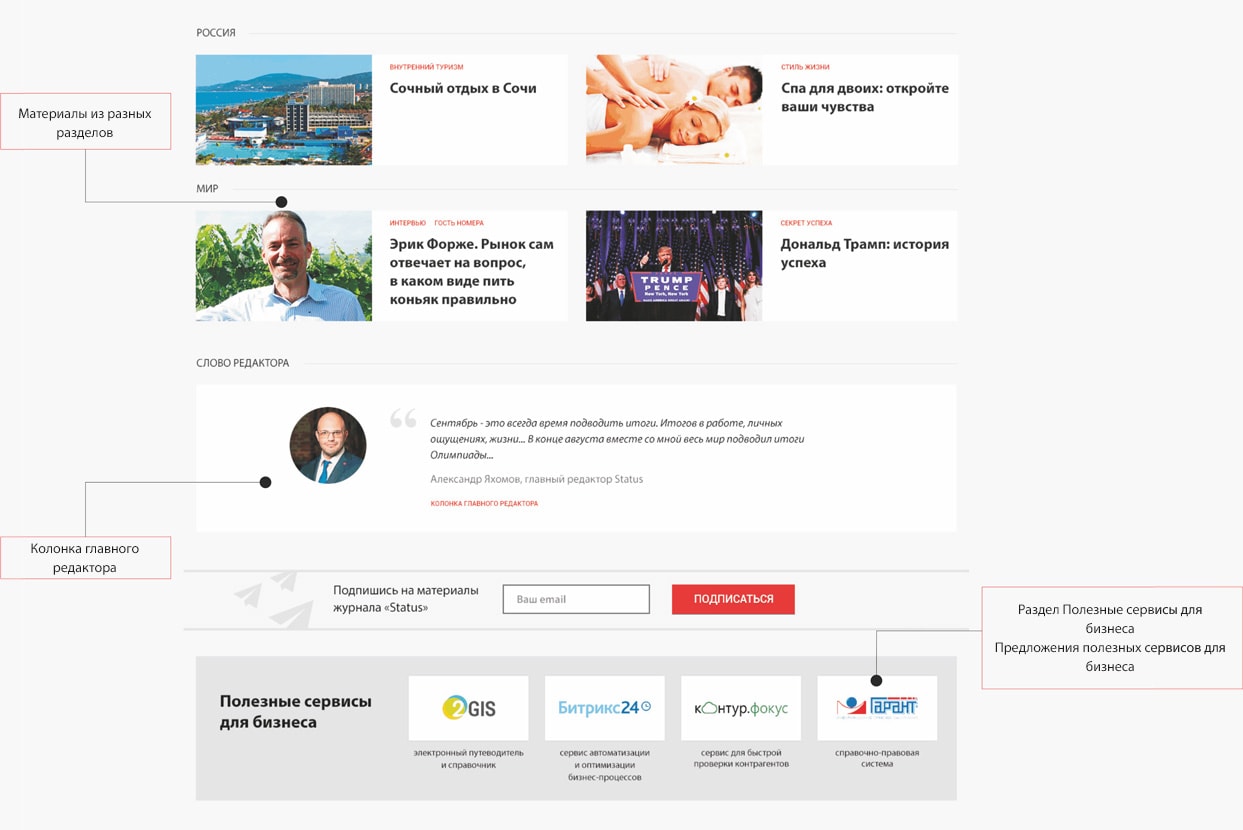 РОССИЯ
ВНУТРЕННИЙ ТУРИЗМ
Сочный отдых в Сочи
СТИЛЬ ЖИЗНИ
Спа для двоих: откройте
ваши чувства
Материалы из разных
разделов
МИР
ИНТЕРВЬЮ ГОСТЬ НОМЕРА
Эрик Форже. Рынок сам
отвечает на вопрос,
в каком виде пить
коньяк правильно
TRUMP
PENCE
New York, New York
СЕКРЕТ УСПЕХА
Дональд Трамп: история
успеха
СЛОВО РЕДАКТОРА
Сентябрь - это всегда время подводить итоги. Итогов в работе, личных
ощущениях, жизни... В конце августа вместе со мной весь мир подводил итоги
Олимпиады...
Александр Яхомов, главный редактор Status
КОЛОНКА ГЛАВНОГО РЕДАКТОРА
Колонка главного
редактора
Подпишись на материалы
журнала «Status»
Ваш email
ПОДПИСАТЬСЯ
Раздел Полезные сервисы для
бизнеса
Предложения полезных сервисов для
бизнеса
Полезные сервисы
для бизнеса
2GIS
электронный путеводитель
и справочник
Битрикс24
сервис автоматизации
и оптимизации
бизнес-процессов
контур.фокус
сервис для быстрой
проверки контрагентов
ГАРАНТ
справочно-правовая
система